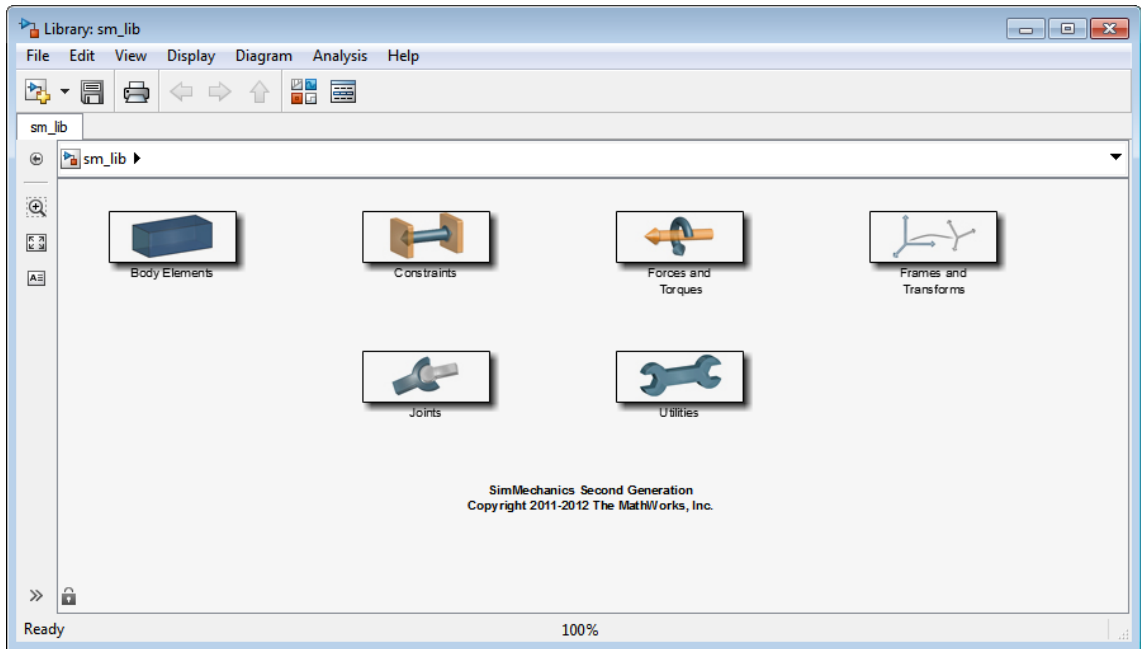 Library: sm_lib
File Edit View Display Diagram Analysis Help
sm_lib
sm_lib
Body Elements
Constraints
Forces and
Torques
Frames and
Transforms
Joints
Utilities
SimMechanics Second Generation
Copyright 2011-2012 The MathWorks, Inc.
Ready 100%